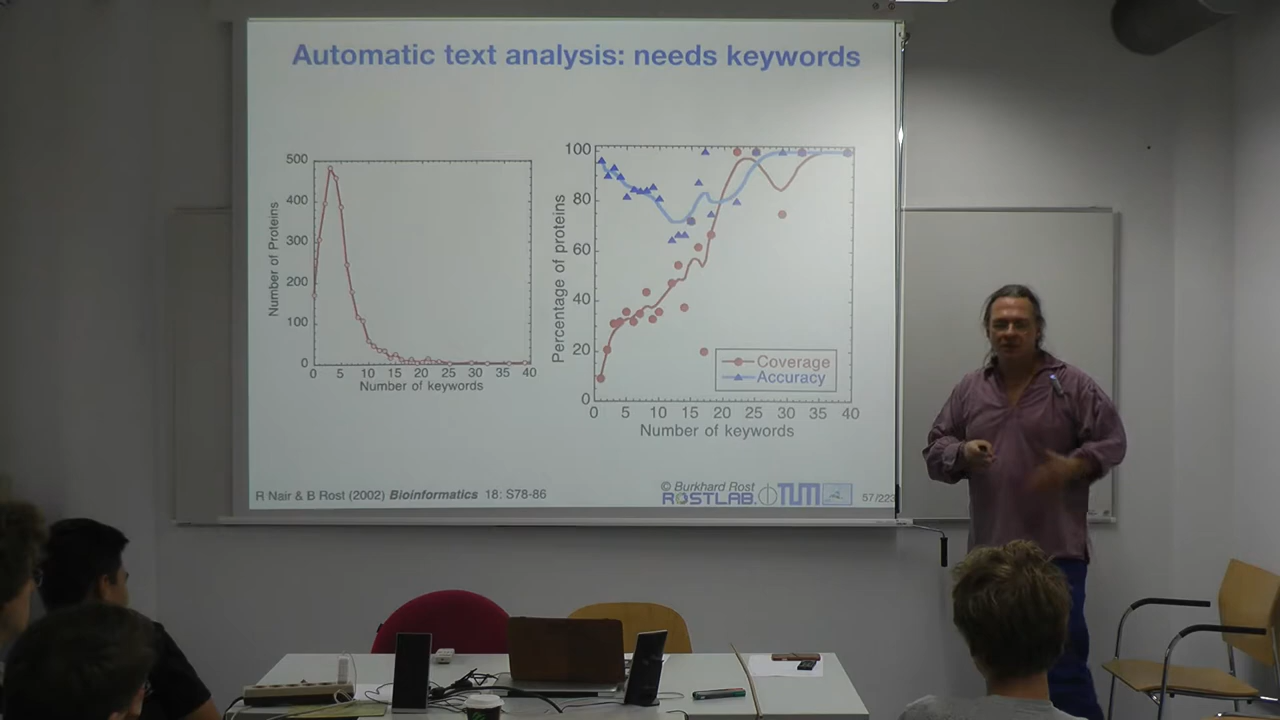 Automatic text analysis: needs keywords
500
400
300
200
100
0
Number of Proteins
0 5 10 15 20 25 30 35 40
Number of keywords
100
80
60
40
20
0
Percentage of proteins
Coverage
Accuracy
0 5 10 15 20 25 30 35 40
Number of keywords
R Nair & B Rost (2002) Bioinformatics 18: S78-86
© Burkhard Rost
ROSTLAB. TUM
57/223